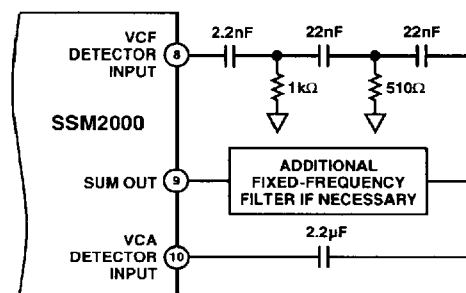 VCF
DETECTOR
INPUT
8
2.2nF
22nF
22nF
1kΩ
510Ω
SSM2000
SUM OUT
9
ADDITIONAL
FIXED-FREQUENCY
FILTER IF NECESSARY
VCA
DETECTOR
INPUT
10
2.2µF